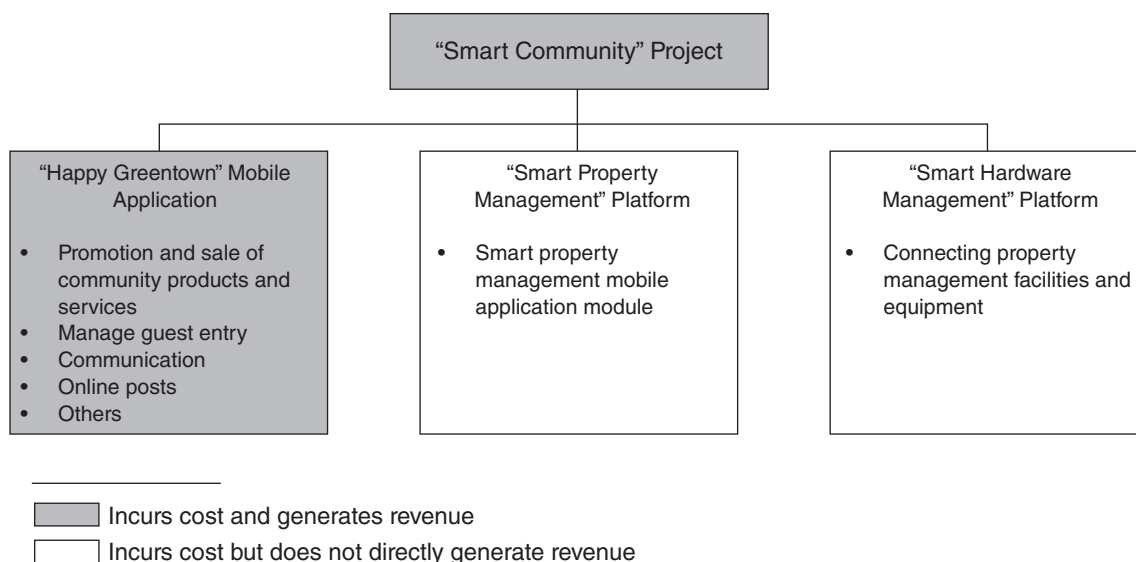 “Smart Community” Project
“Happy Greentown” Mobile
Application
• Promotion and sale of
community products and
services
• Manage guest entry
• Communication
• Online posts
• Others
“Smart Property
Management” Platform
• Smart property
management mobile
application module
“Smart Hardware
Management” Platform
• Connecting property
management facilities and
equipment
Incurs cost and generates revenue
Incurs cost but does not directly generate revenue